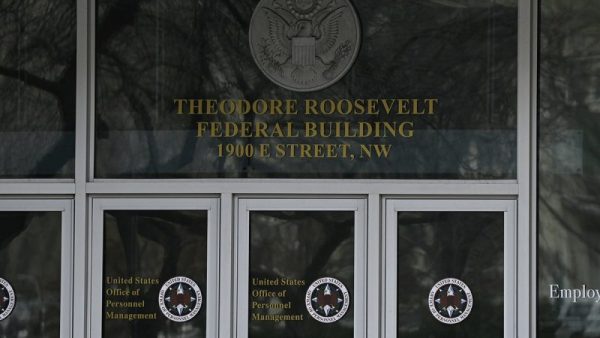 THEODORE ROOSEVELT
FEDERAL BUILDING
1900 E STREET, NW
United States
Office of
Personnel
Management
United States
Office of
Personnel
Management
Employ